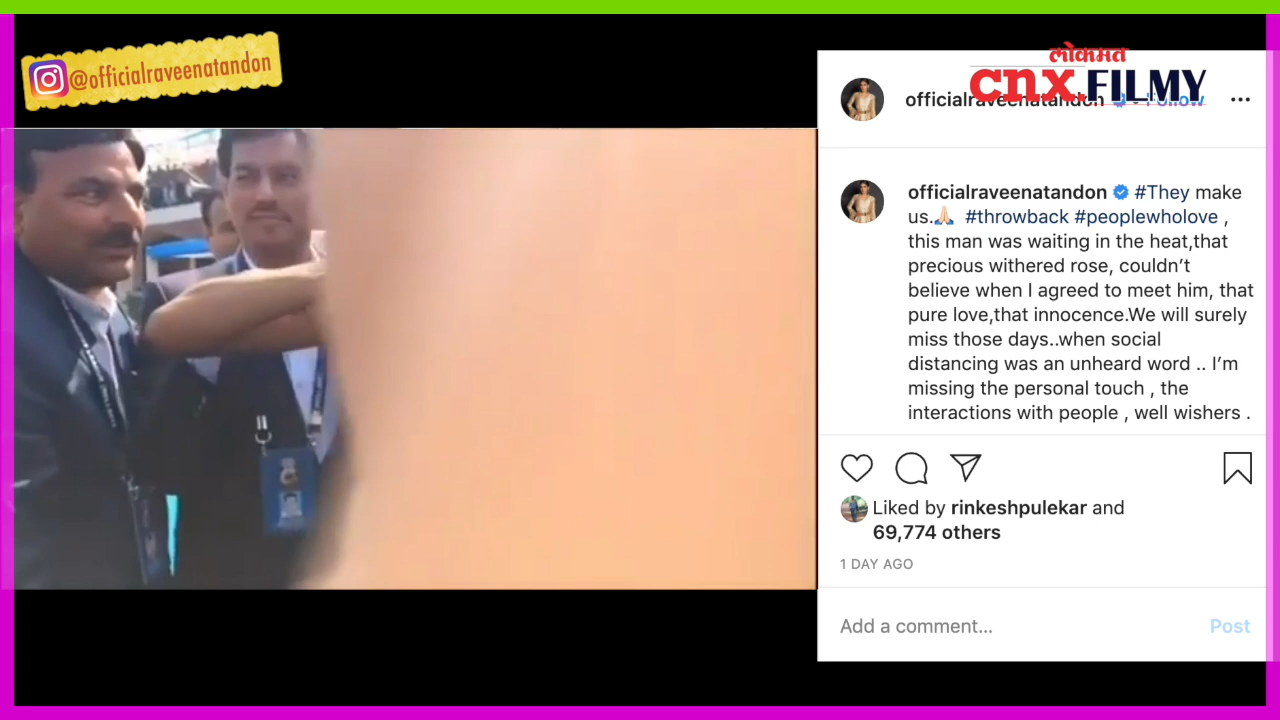 @officialraveenatandon
लोकमत
cnx.FILMY
officialraveenatandon
Follow
officialraveenatandon #They make
us.🙏🏻 #throwback #peoplewholove ,
this man was waiting in the heat,that
precious withered rose, couldn’t
believe when I agreed to meet him, that
pure love,that innocence.We will surely
miss those days..when social
distancing was an unheard word .. I’m
missing the personal touch , the
interactions with people , well wishers .
Liked by rinkeshpulekar and
69,774 others
1 DAY AGO
Add a comment...
Post